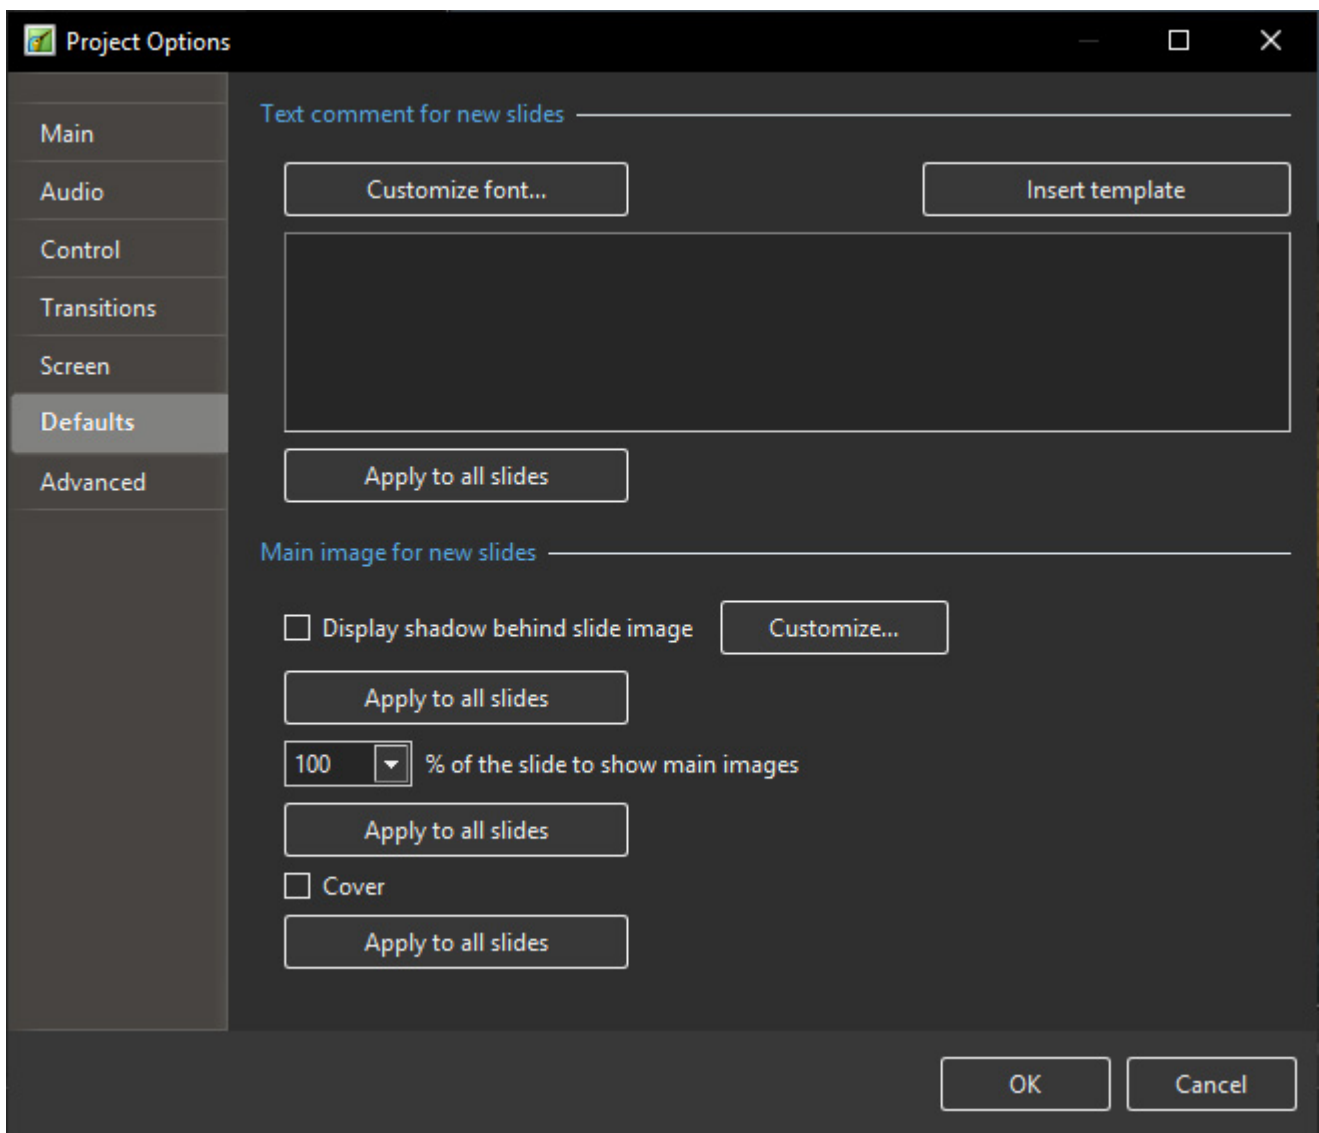 Project Options
Main
Audio
Control
Transitions
Screen
Defaults
Advanced
Text comment for new slides
Customize font...
Insert template
Apply to all slides
Main image for new slides
Display shadow behind slide image
Customize...
Apply to all slides
100
% of the slide to show main images
Apply to all slides
Cover
Apply to all slides
OK
Cancel